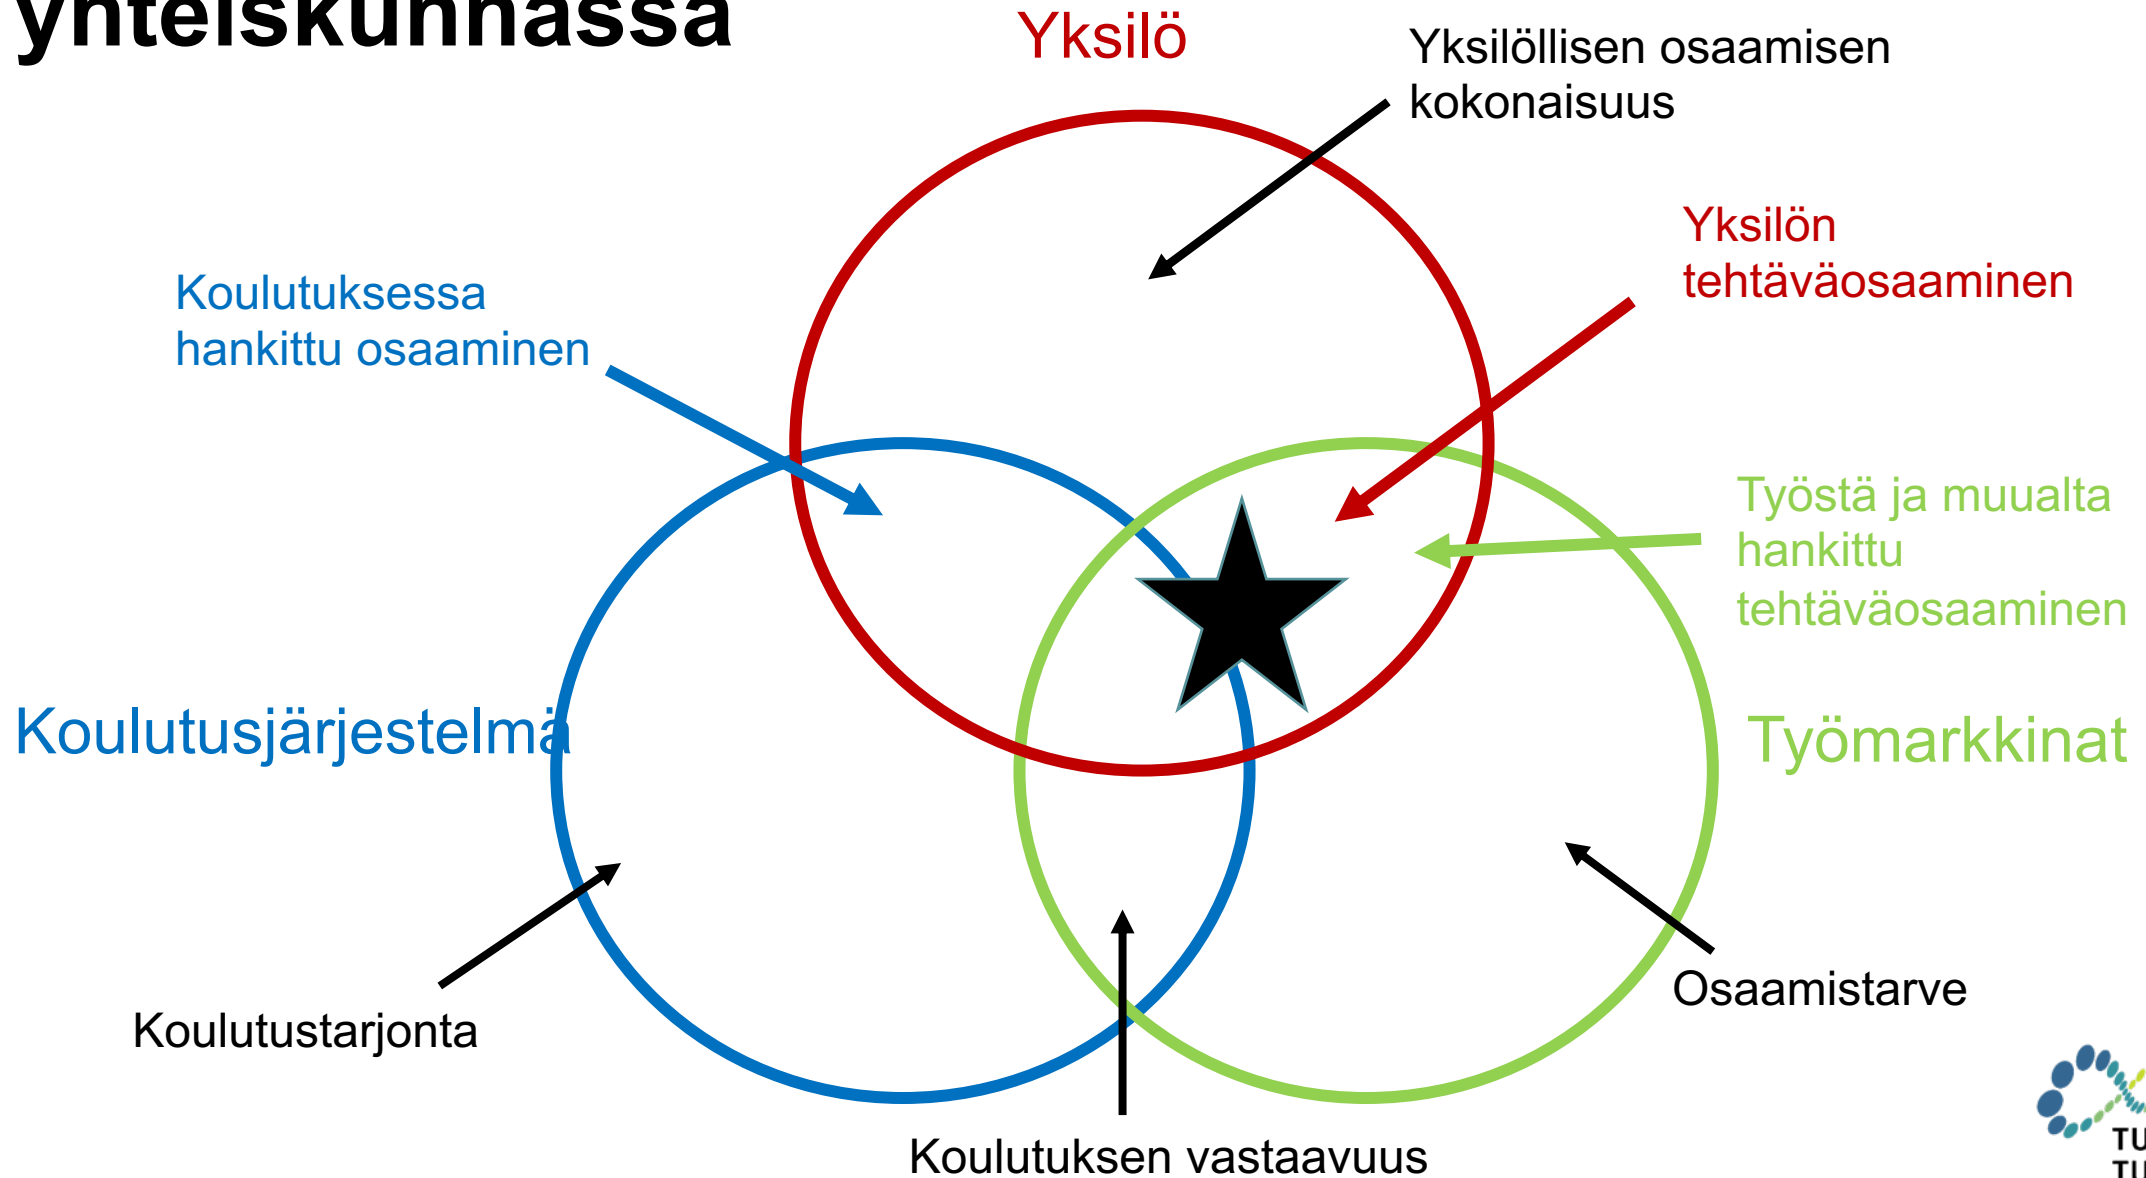 yhteiskunnassa
Yksilö
Yksilöllisen osaamisen
kokonaisuus
Yksilön
tehtäväosaaminen
Koulutuksessa
hankittu osaaminen
Työstä ja muualta
hankittu
tehtäväosaaminen
Koulutusjärjestelmä
Työmarkkinat
Osaamistarve
Koulutustarjonta
Koulutuksen vastaavuus